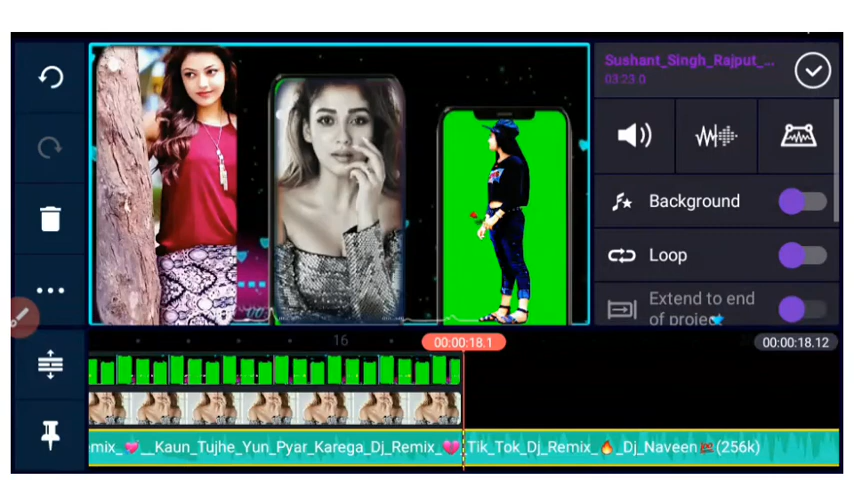 Sushant_Singh_Rajput_...
03:23.0
Background
Loop
Extend to end
of project
16
00:00:18.1
00:00:18.12
mix_💓__Kaun_Tujhe_Yun_Pyar_Karega_Dj_Remix_💔
Tik_Tok_Dj_Remix_🔥_Dj_Naveen💯(256k)